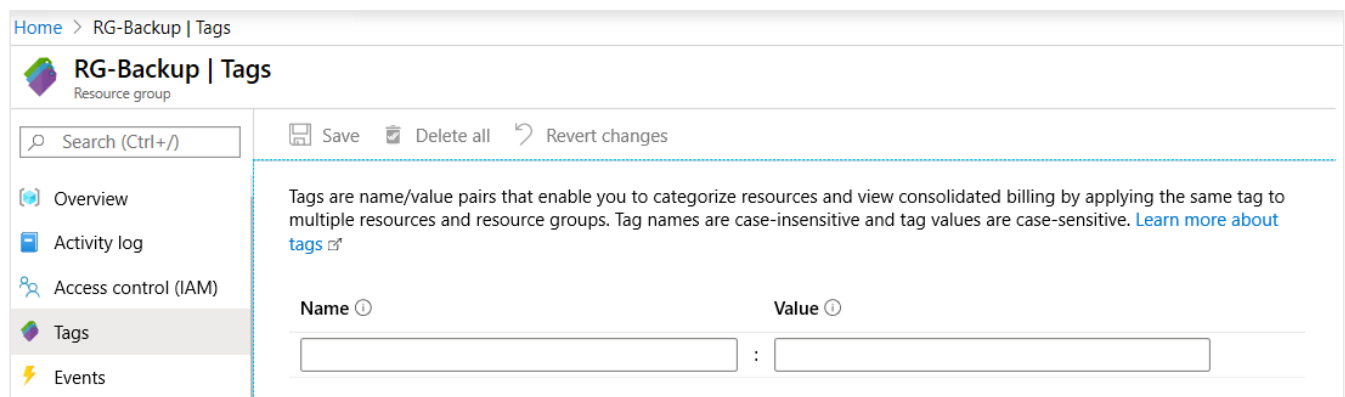 Home > RG-Backup | Tags
RG-Backup | Tags
Resource group
Search (Ctrl+/)
Save Delete all Revert changes
Overview
Activity log
Access control (IAM)
Tags
Events
Tags are name/value pairs that enable you to categorize resources and view consolidated billing by applying the same tag to
multiple resources and resource groups. Tag names are case-insensitive and tag values are case-sensitive. Learn more about
tags
Name Value
: